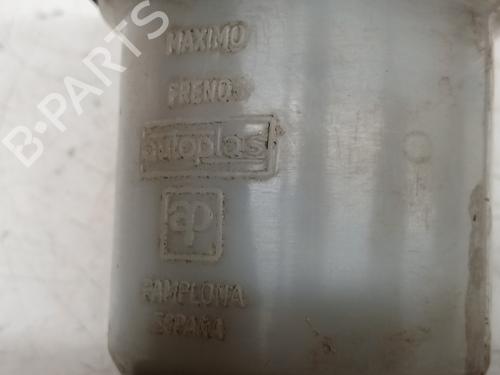 MAXIMO
FRENOS
autoplas
ap
PAMPLONA
ESPAÑA
B-PARTS